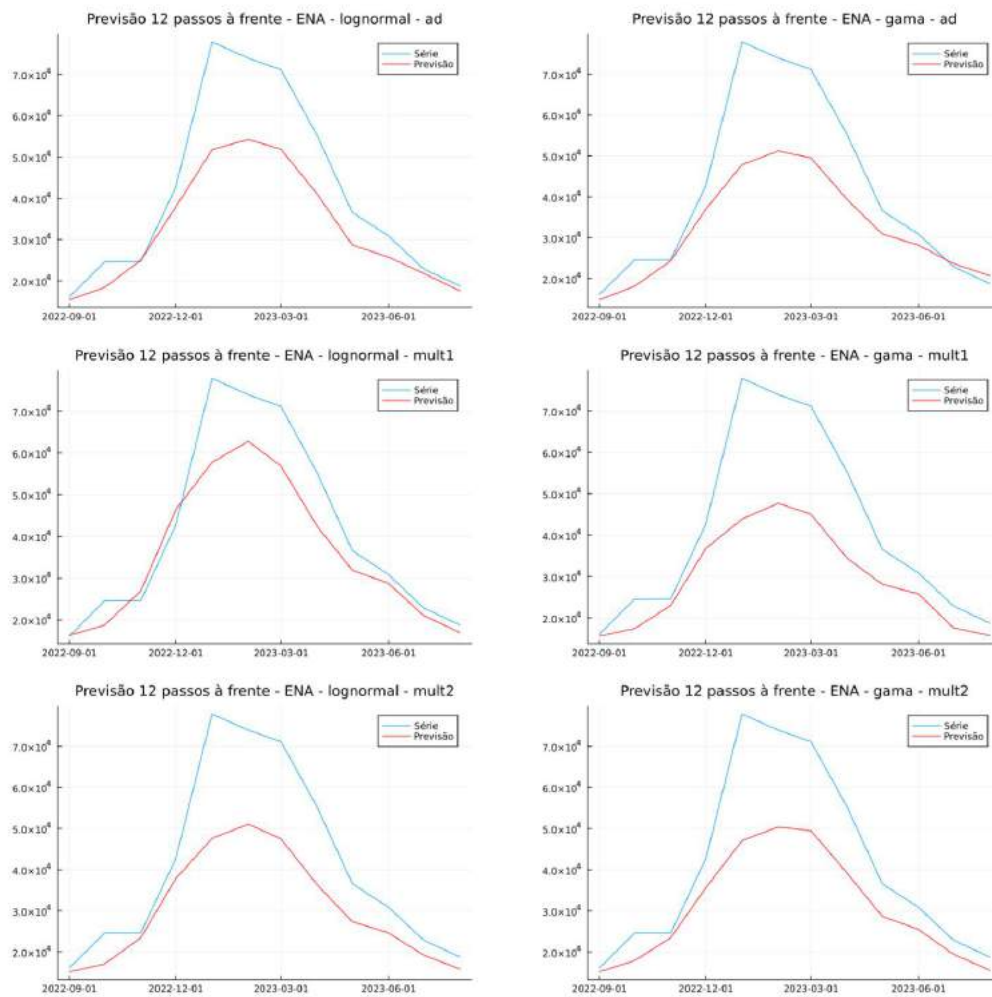 Previsão 12 passos à frente - ENA - lognormal - ad
Série
Previsão
7.0×10⁴
6.0×10⁴
5.0×10⁴
4.0×10⁴
3.0×10⁴
2.0×10⁴
2022-09-01 2022-12-01 2023-03-01 2023-06-01
Previsão 12 passos à frente - ENA - gama - ad
Série
Previsão
7.0×10⁴
6.0×10⁴
5.0×10⁴
4.0×10⁴
3.0×10⁴
2.0×10⁴
2022-09-01 2022-12-01 2023-03-01 2023-06-01
Previsão 12 passos à frente - ENA - lognormal - mult1
Série
Previsão
7.0×10⁴
6.0×10⁴
5.0×10⁴
4.0×10⁴
3.0×10⁴
2.0×10⁴
2022-09-01 2022-12-01 2023-03-01 2023-06-01
Previsão 12 passos à frente - ENA - gama - mult1
Série
Previsão
7.0×10⁴
6.0×10⁴
5.0×10⁴
4.0×10⁴
3.0×10⁴
2.0×10⁴
2022-09-01 2022-12-01 2023-03-01 2023-06-01
Previsão 12 passos à frente - ENA - lognormal - mult2
Série
Previsão
7.0×10⁴
6.0×10⁴
5.0×10⁴
4.0×10⁴
3.0×10⁴
2.0×10⁴
2022-09-01 2022-12-01 2023-03-01 2023-06-01
Previsão 12 passos à frente - ENA - gama - mult2
Série
Previsão
7.0×10⁴
6.0×10⁴
5.0×10⁴
4.0×10⁴
3.0×10⁴
2.0×10⁴
2022-09-01 2022-12-01 2023-03-01 2023-06-01